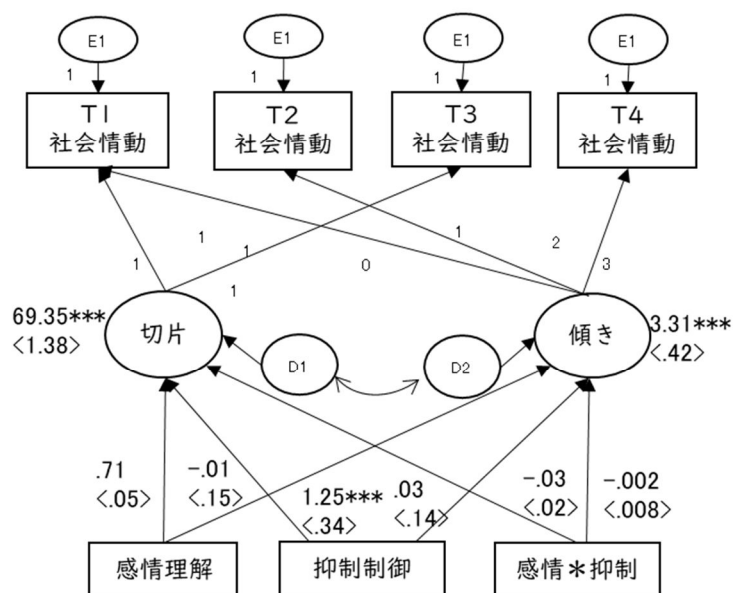 E1
E1
E1
E1
1
1
1
1
T1
社会情動
T2
社会情動
T3
社会情動
T4
社会情動
1
1
1
1
0
1
2
3
69.35***
<1.38>
切片
D1
D2
傾き
3.31***
<.42>
.71
<.05>
-.01
<.15>
1.25***
<.34>
.03
<.14>
-.03
<.02>
-.002
<.008>
感情理解
抑制制御
感情*抑制